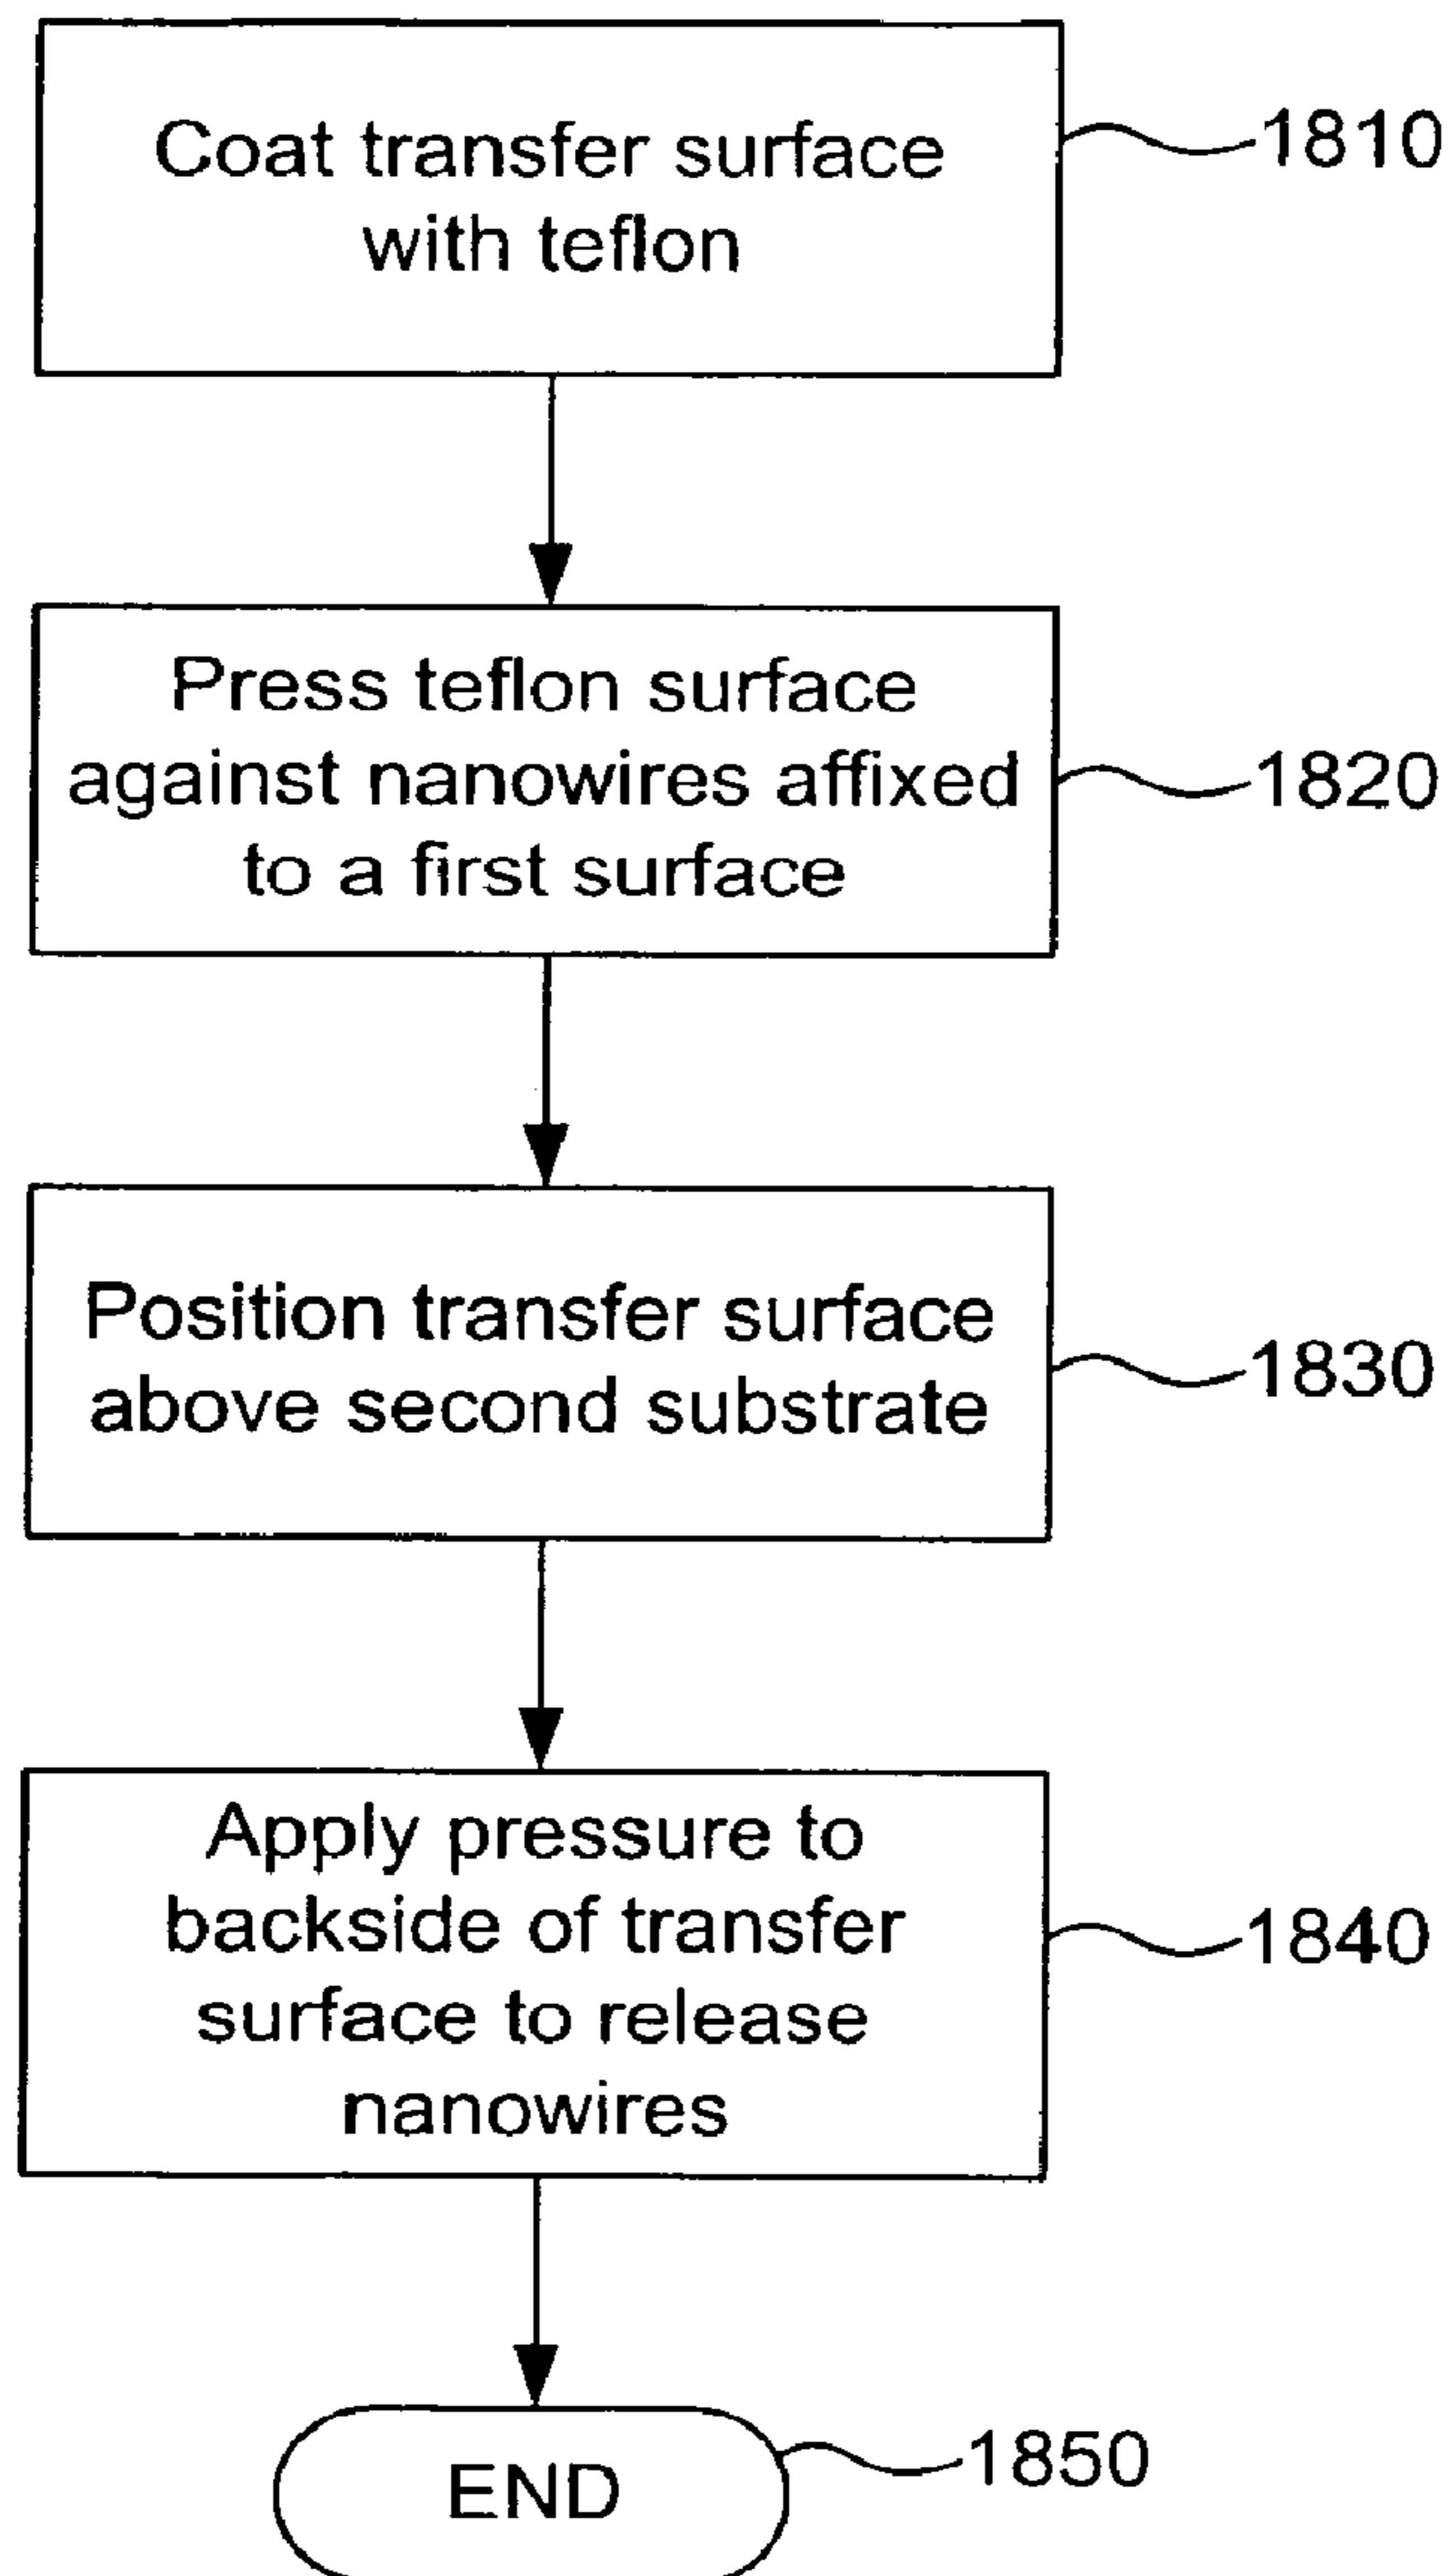 Coat transfer surface
with teflon
1810
Press teflon surface
against nanowires affixed
to a first surface
1820
Position transfer surface
above second substrate
1830
Apply pressure to
backside of transfer
surface to release
nanowires
1840
END
1850